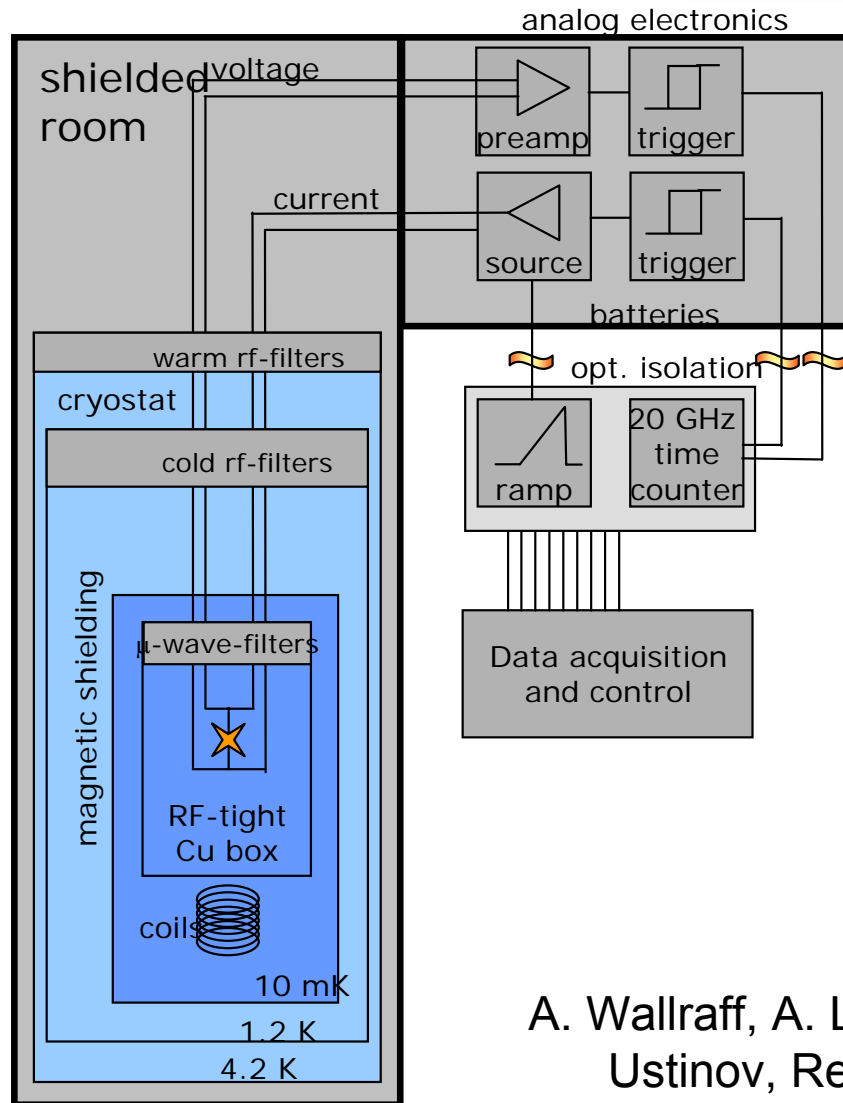 analog electronics
shielded
room
voltage
preamp
trigger
current
source
trigger
batteries
warm rf-filters
opt. isolation
cryostat
20 GHz
time
counter
ramp
cold rf-filters
magnetic shielding
μ-wave-filters
Data acquisition
and control
RF-tight
Cu box
coils
10 mK
1.2 K
4.2 K
A. Wallraff, A. L
Ustinov, Re